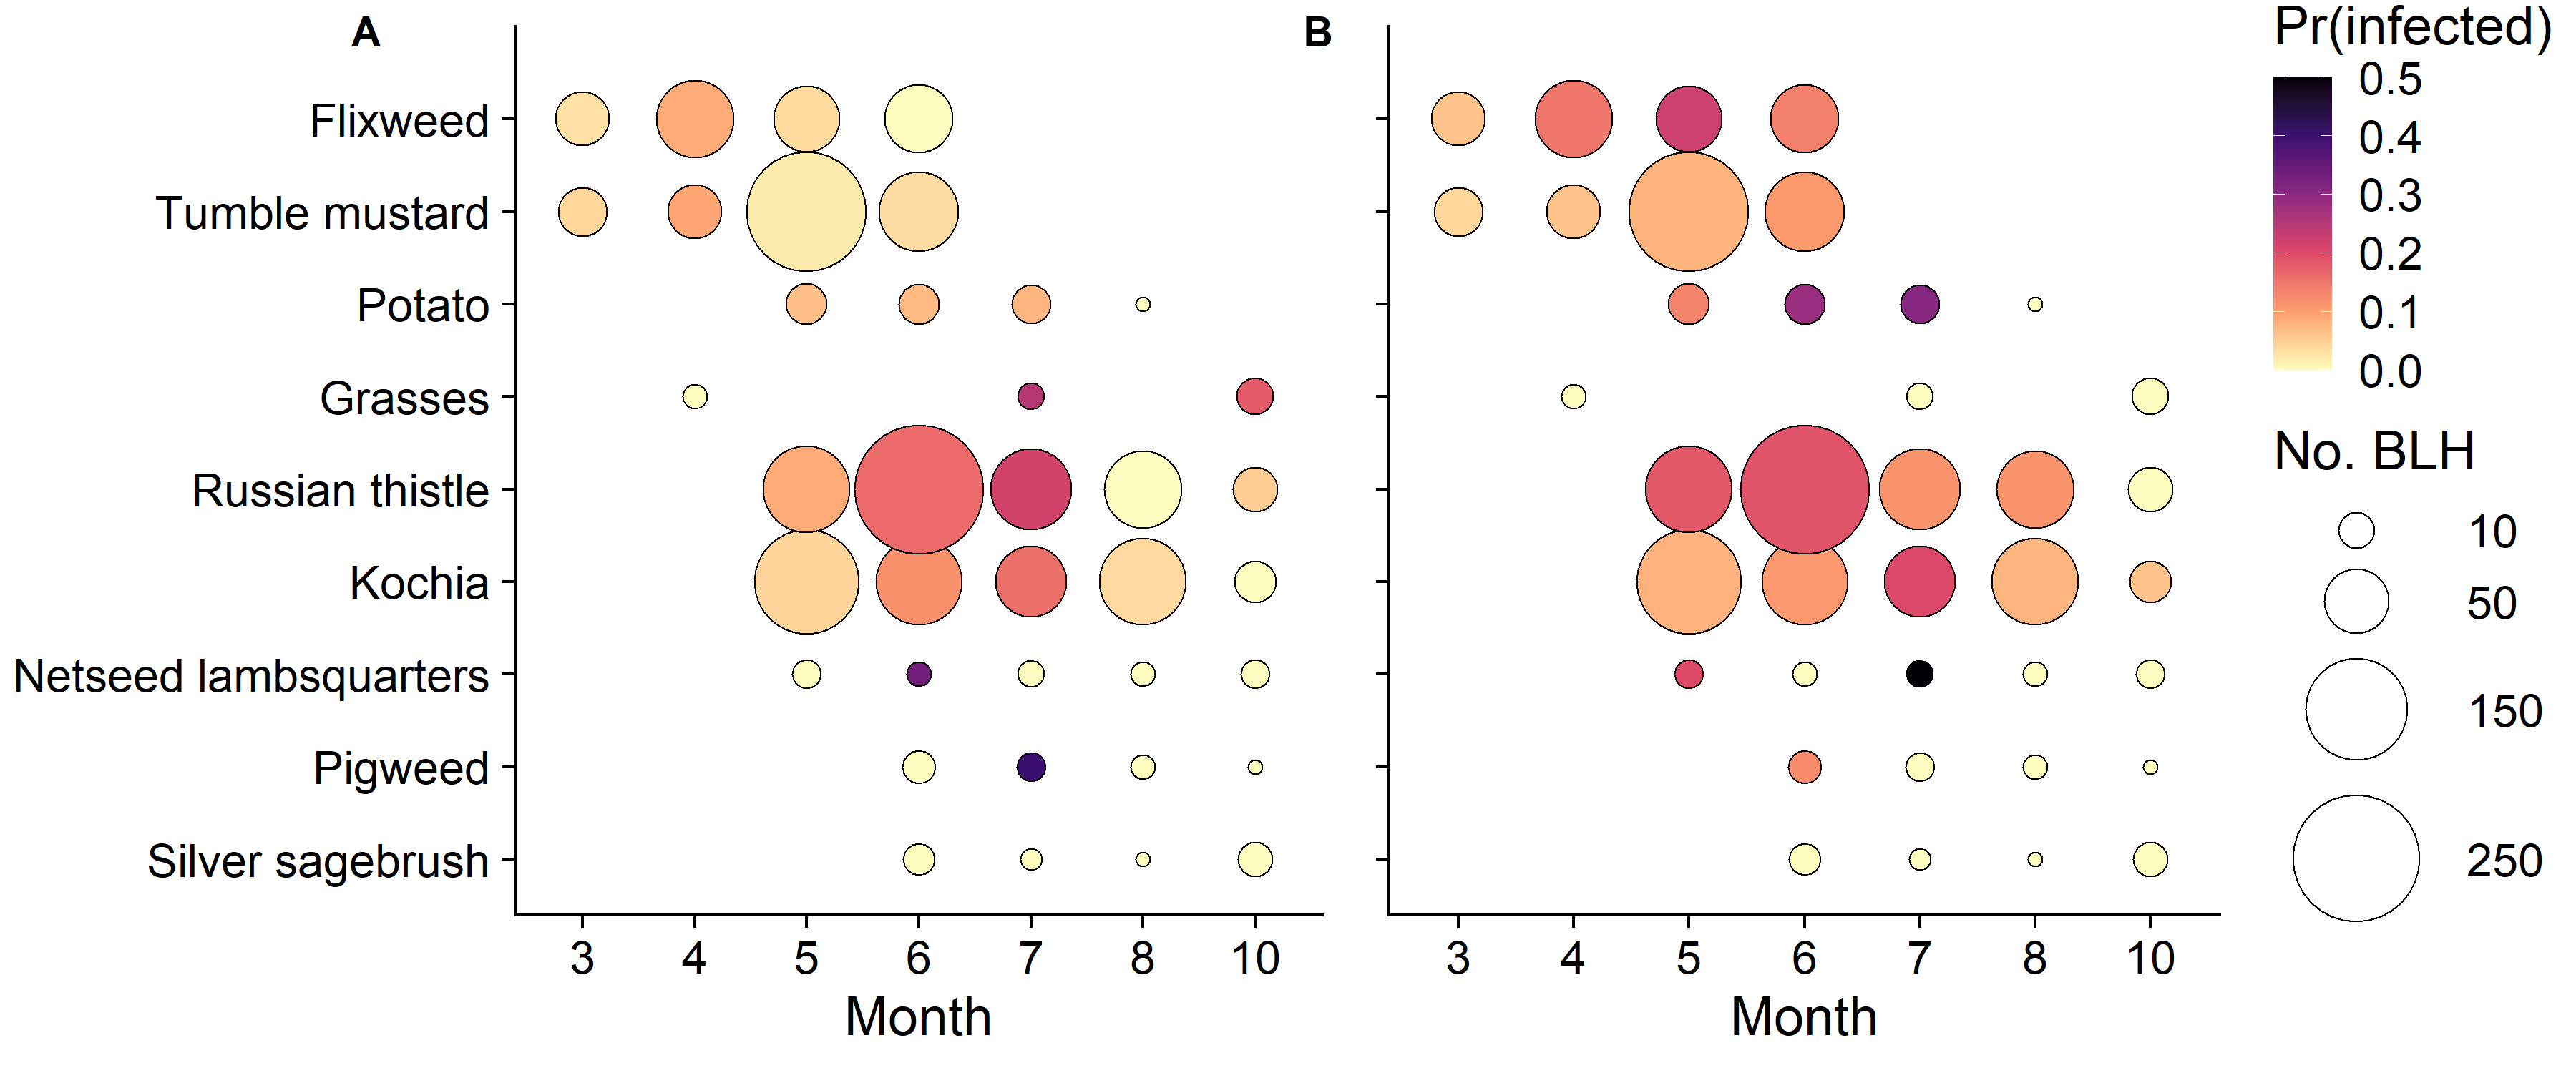 A
B
Pr(infected)
0.5
0.4
0.3
0.2
0.1
0.0
No. BLH
10
50
150
250
Flixweed
Tumble mustard
Potato
Grasses
Russian thistle
Kochia
Netseed lambsquarters
Pigweed
Silver sagebrush
3 4 5 6 7 8 10
Month
3 4 5 6 7 8 10
Month